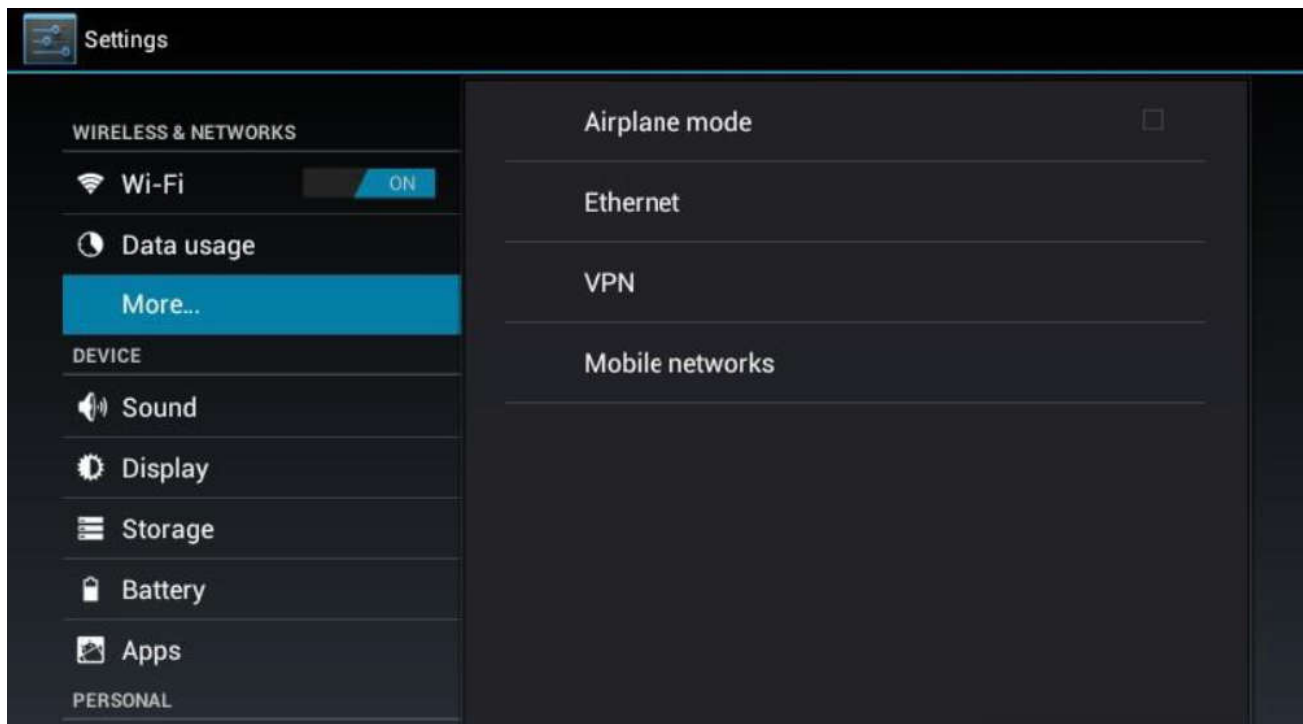 Settings
WIRELESS & NETWORKS
Wi-Fi
ON
Data usage
More...
DEVICE
Sound
Display
Storage
Battery
Apps
PERSONAL
Airplane mode
Ethernet
VPN
Mobile networks